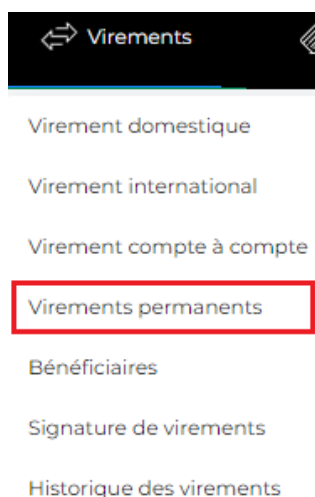 Virements
Virement domestique
Virement international
Virement compte à compte
Virements permanents
Bénéficiaires
Signature de virements
Historique des virements